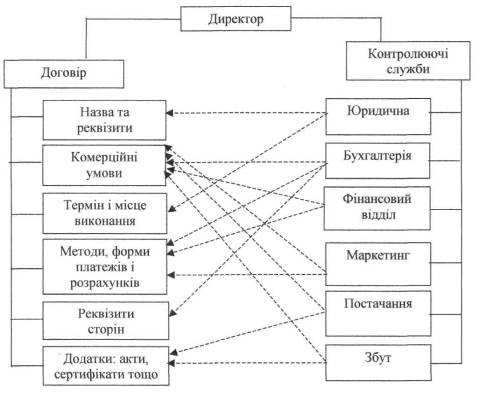 Директор
Договір
Контролюючі
служби
Назва та
реквізити
Юридична
Комерційні
умови
Бухгалтерія
Термін і місце
виконання
Фінансовий
відділ
Методи, форми
платежів і
розрахунків
Маркетинг
Реквізити
сторін
Постачання
Додатки: акти,
сертифікати тощо
Збут